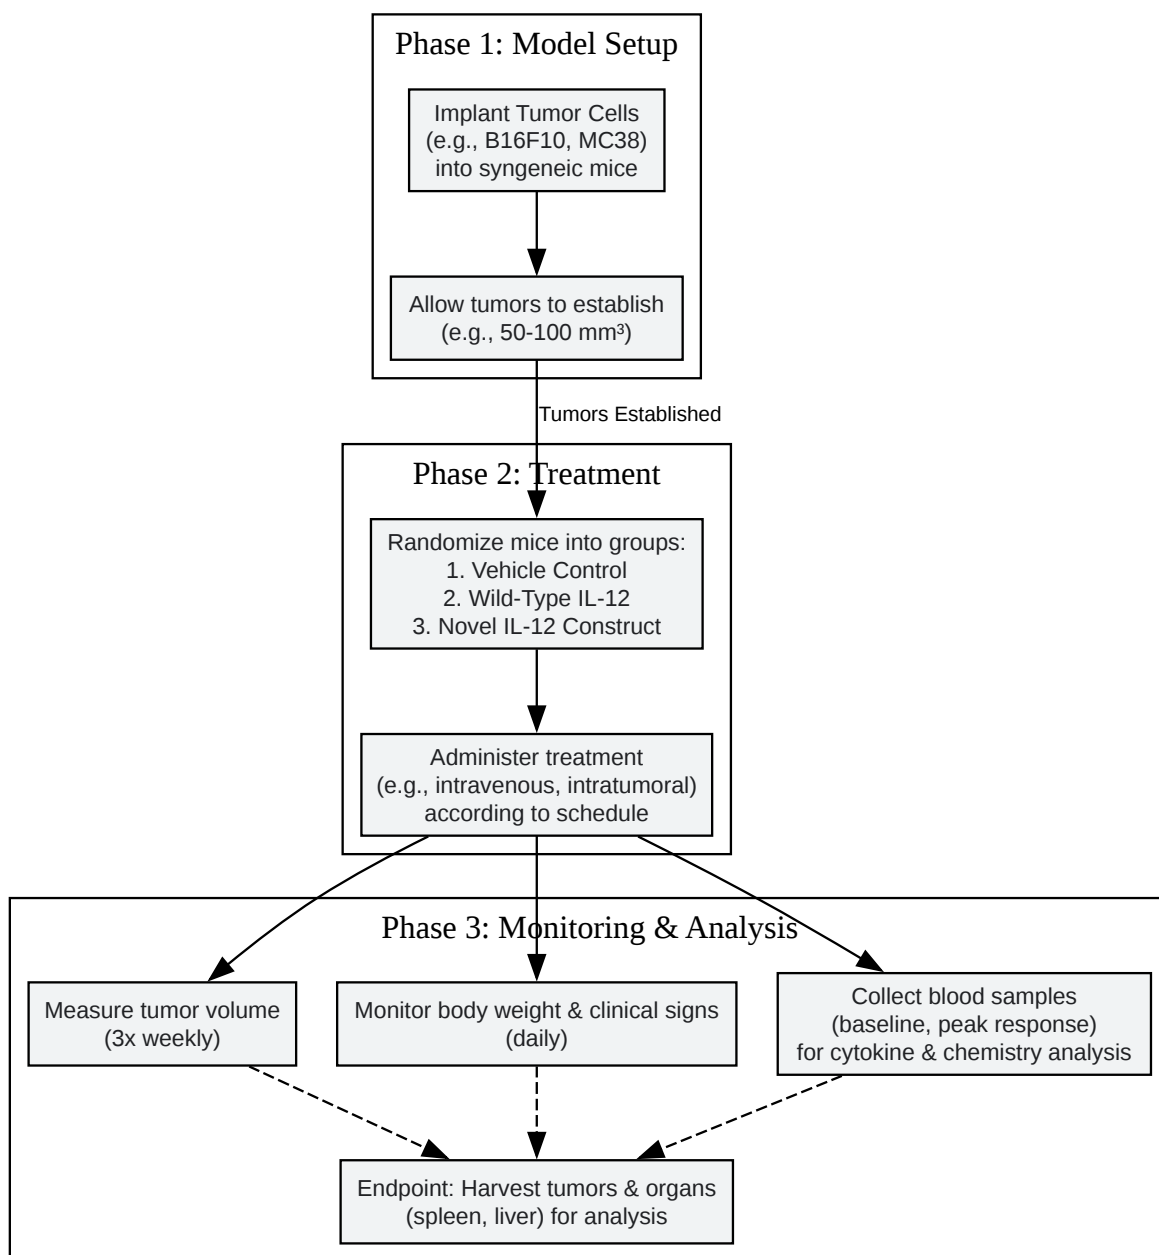 Phase 1: Model Setup
Implant Tumor Cells
(e.g., B16F10, MC38)
into syngeneic mice
Allow tumors to establish
(e.g., 50-100 mm³)
Tumors Established
Phase 2: Treatment
Randomize mice into groups:
1. Vehicle Control
2. Wild-Type IL-12
3. Novel IL-12 Construct
Administer treatment
(e.g., intravenous, intratumoral)
according to schedule
Phase 3: Monitoring & Analysis
Measure tumor volume
(3x weekly)
Monitor body weight & clinical signs
(daily)
Collect blood samples
(baseline, peak response)
for cytokine & chemistry analysis
Endpoint: Harvest tumors & organs
(spleen, liver) for analysis